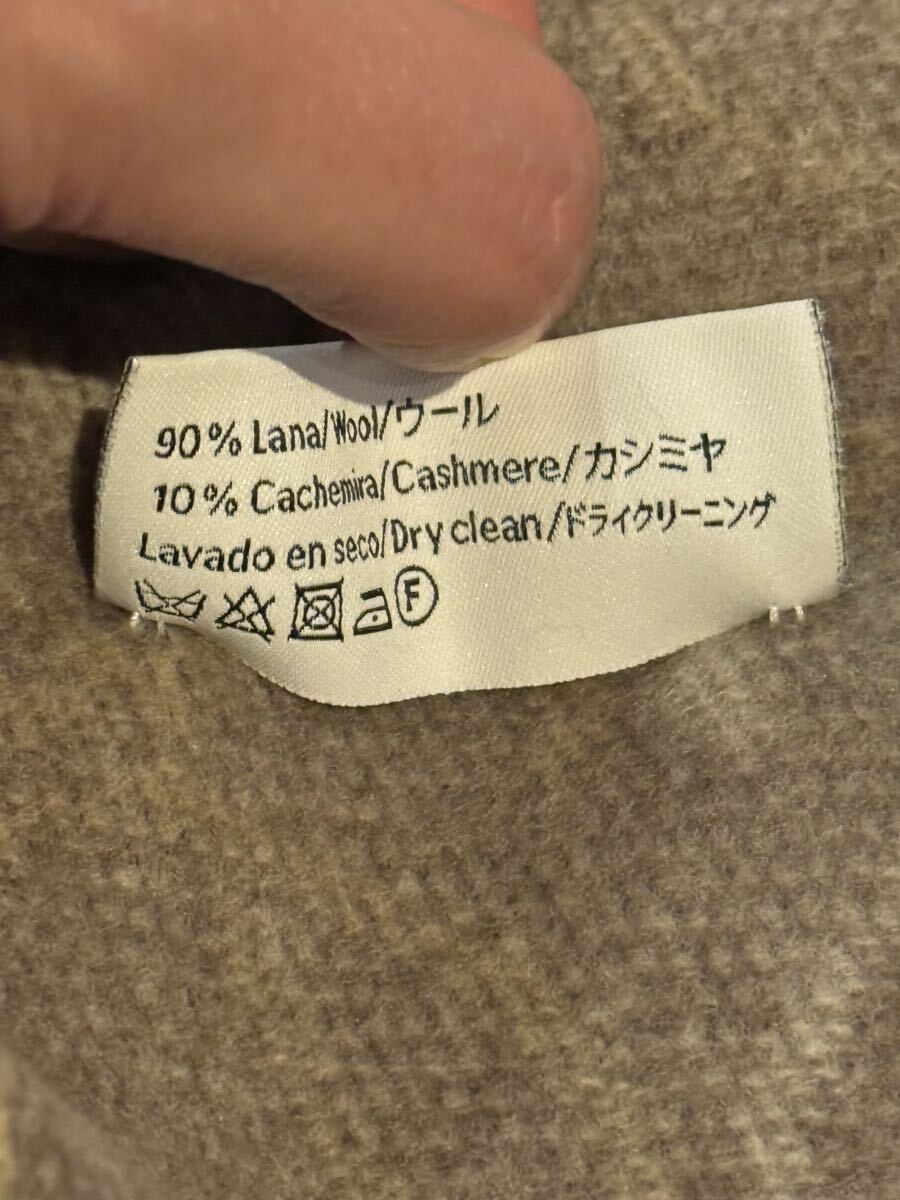 90% Lana/Wool/ウール
10% Cachemira/Cashmere/カシミヤ
Lavado en seco/Dry clean/ドライクリーニング
F